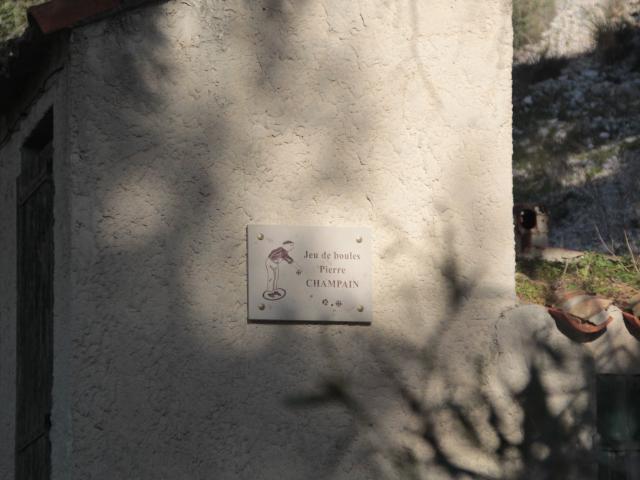 Jeu de boules
Pierre
CHAMPAIN